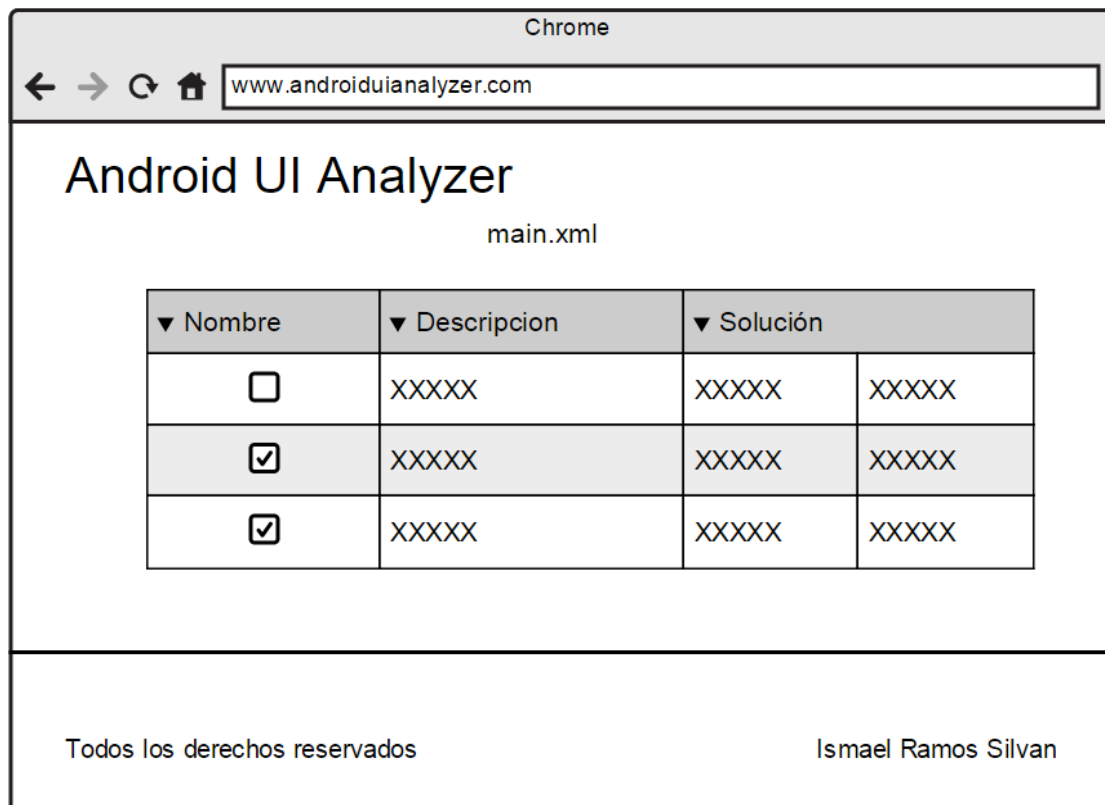 Chrome
www.androiduianalyzer.com
Android UI Analyzer
main.xml
Nombre Descripcion Solución
XXXXX XXXXX XXXXX
XXXXX XXXXX XXXXX
XXXXX XXXXX XXXXX
Todos los derechos reservados Ismael Ramos Silvan